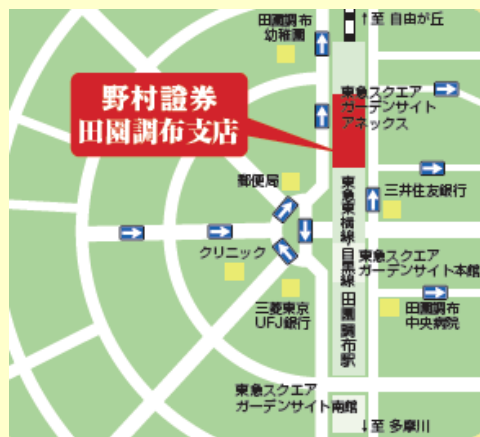 田園調布
幼稚園
↑至 自由が丘
野村證券
田園調布支店
東急スクエア
ガーデンサイト
アネックス
郵便局
三井住友銀行
東急東横線 目黒線 田園調布駅
クリニック
東急スクエア
ガーデンサイト本館
三菱東京
UFJ銀行
田園調布
中央病院
東急スクエア
ガーデンサイト南館
↓至 多摩川